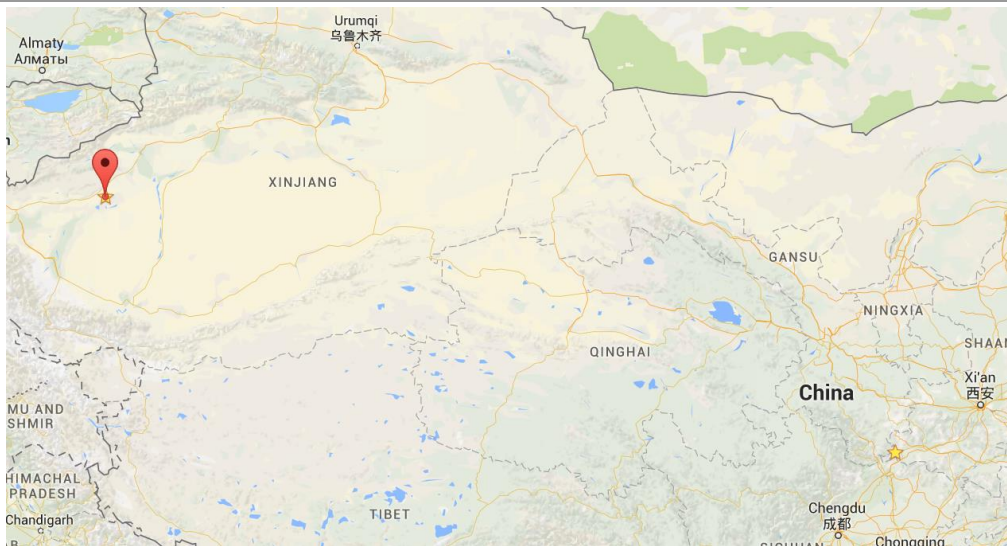 Urumqi
乌鲁木齐
Almaty
Алматы
n
XINJIANG
GANSU
NINGXIA
QINGHAI
SHAAN
Xi'an
西安
China
MU AND
SHMIR
HIMACHAL
PRADESH
Chandigarh
TIBET
Chengdu
成都
Chongqing